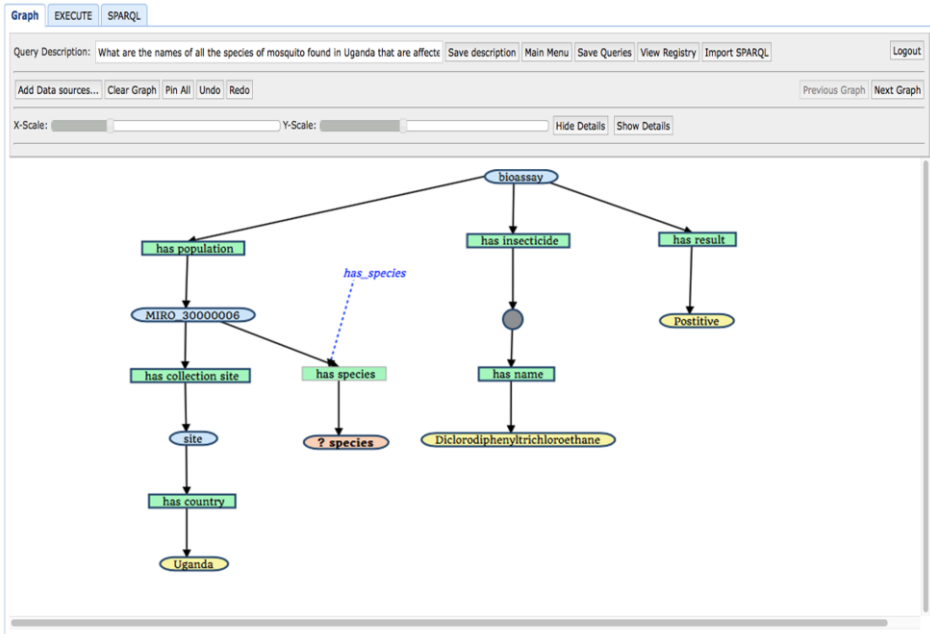 Graph EXECUTE SPARQL
Query Description: What are the names of all the species of mosquito found in Uganda that are affecte Save description Main Menu Save Queries View Registry Import SPARQL Logout
Add Data sources... Clear Graph Pin All Undo Redo Previous Graph Next Graph
X-Scale: Y-Scale: Hide Details Show Details
bioassay
has population has insecticide has result
has_species
MIRO_30000006 Postitive
has collection site has species has name
site ? species Diclorodiphenyltrichloroethane
has country
Uganda